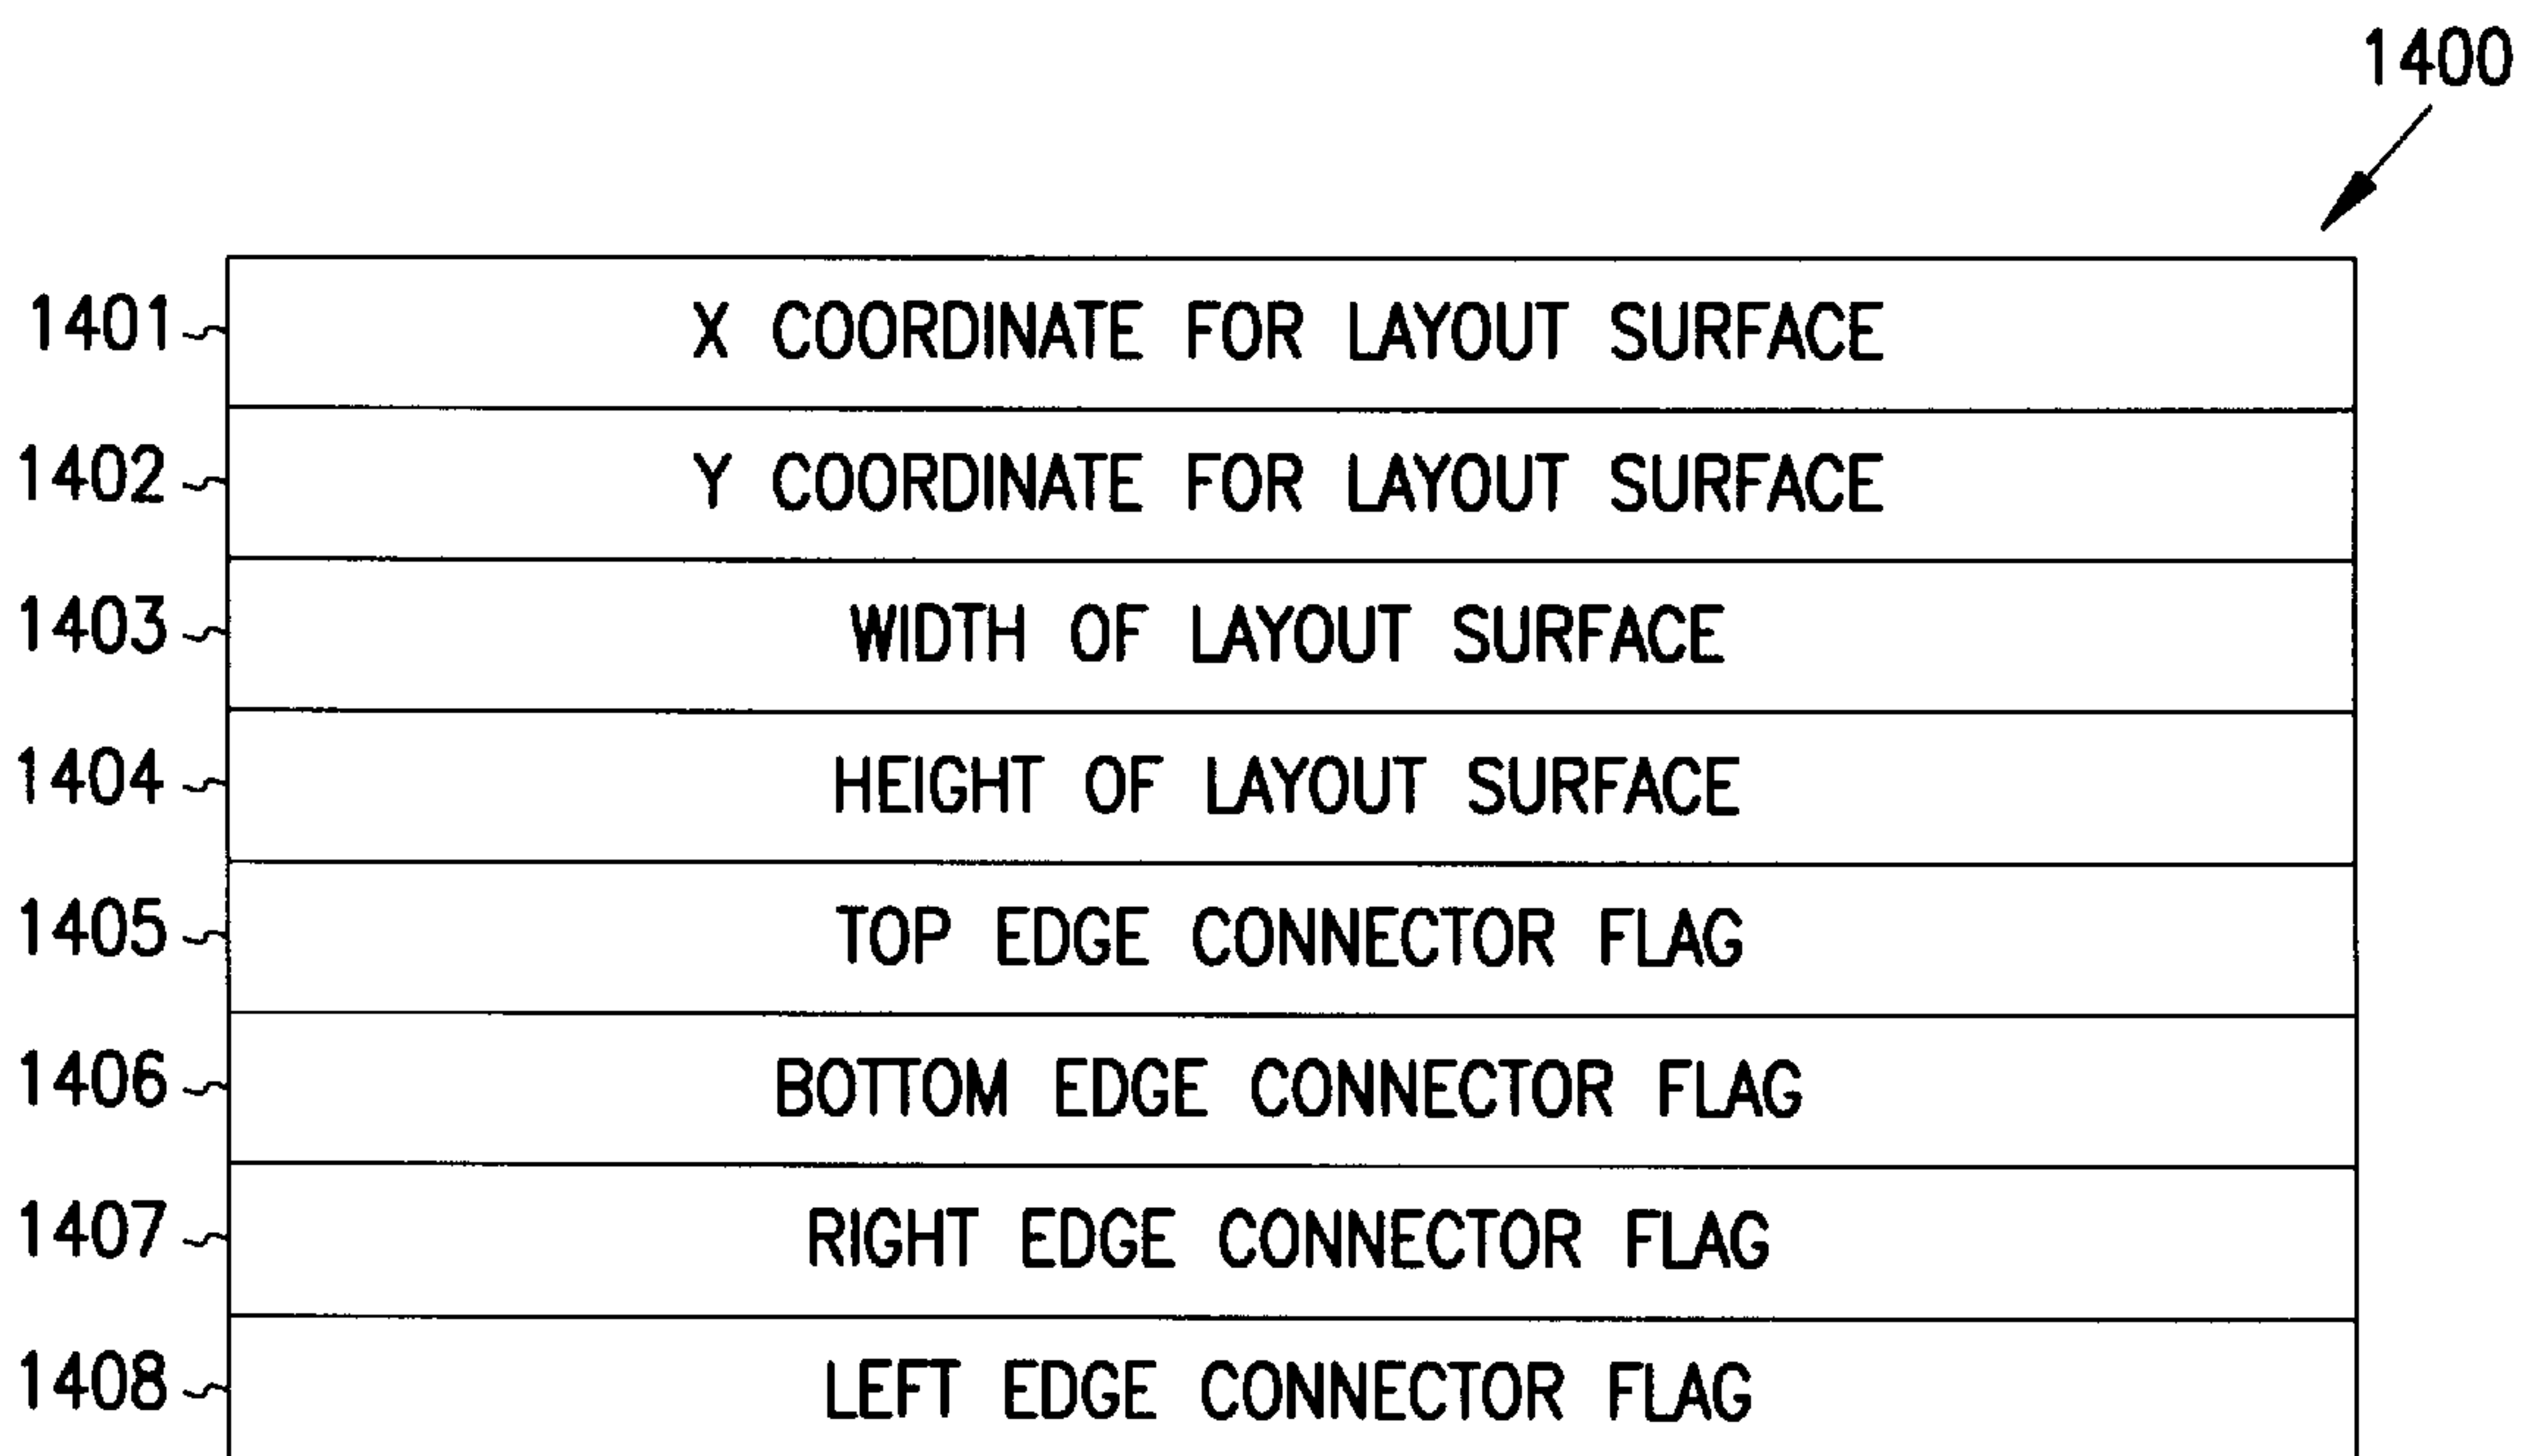 1400
1401 X COORDINATE FOR LAYOUT SURFACE
1402 Y COORDINATE FOR LAYOUT SURFACE
1403 WIDTH OF LAYOUT SURFACE
1404 HEIGHT OF LAYOUT SURFACE
1405 TOP EDGE CONNECTOR FLAG
1406 BOTTOM EDGE CONNECTOR FLAG
1407 RIGHT EDGE CONNECTOR FLAG
1408 LEFT EDGE CONNECTOR FLAG